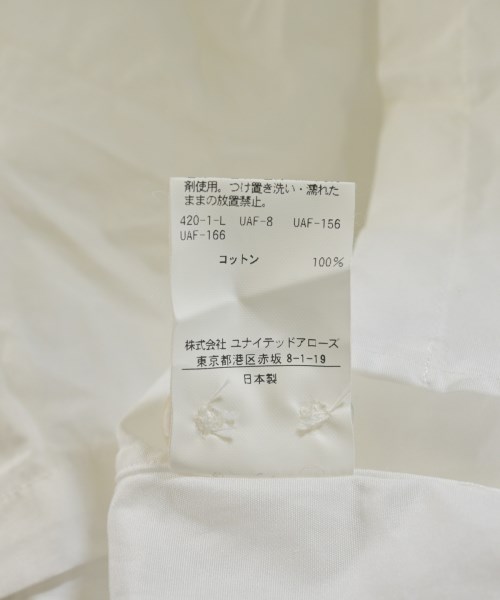 剤使用。つけ置き洗い・濡れた
ままの放置禁止。
420-1-L UAF-8 UAF-156
UAF-166
コットン 100%
株式会社 ユナイテッドアローズ
東京都港区赤坂 8-1-19
日本製